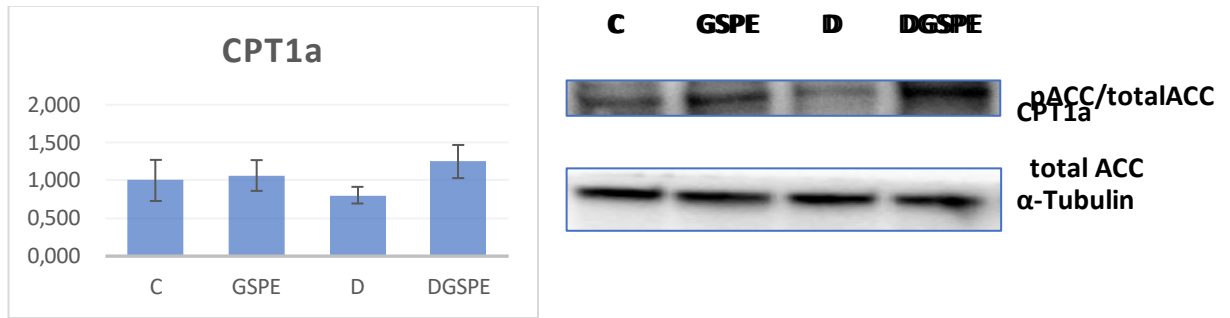 CPT1a
2,000
1,500
1,000
0,500
0,000
C GSPE D DGSPE
C GSPE D DGSPE
pACC/totalACC
CPT1a
total ACC
α-Tubulin